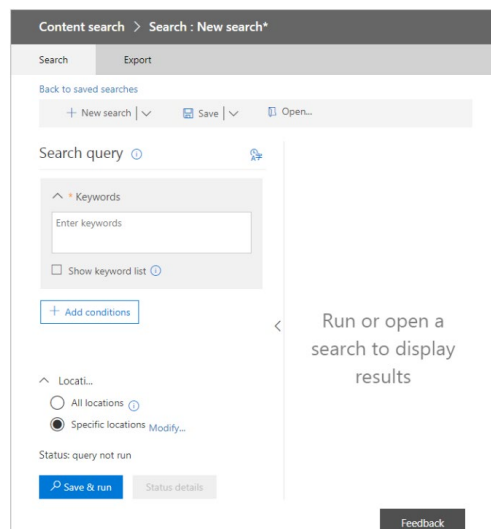 Content search > Search : New search*
Search Export
Back to saved searches
+ New search | Save | Open...
Search query
Keywords
Enter keywords
Show keyword list
+ Add conditions
Run or open a
search to display
results
Locati...
All locations
Specific locations Modify...
Status: query not run
Save & run Status details
Feedback